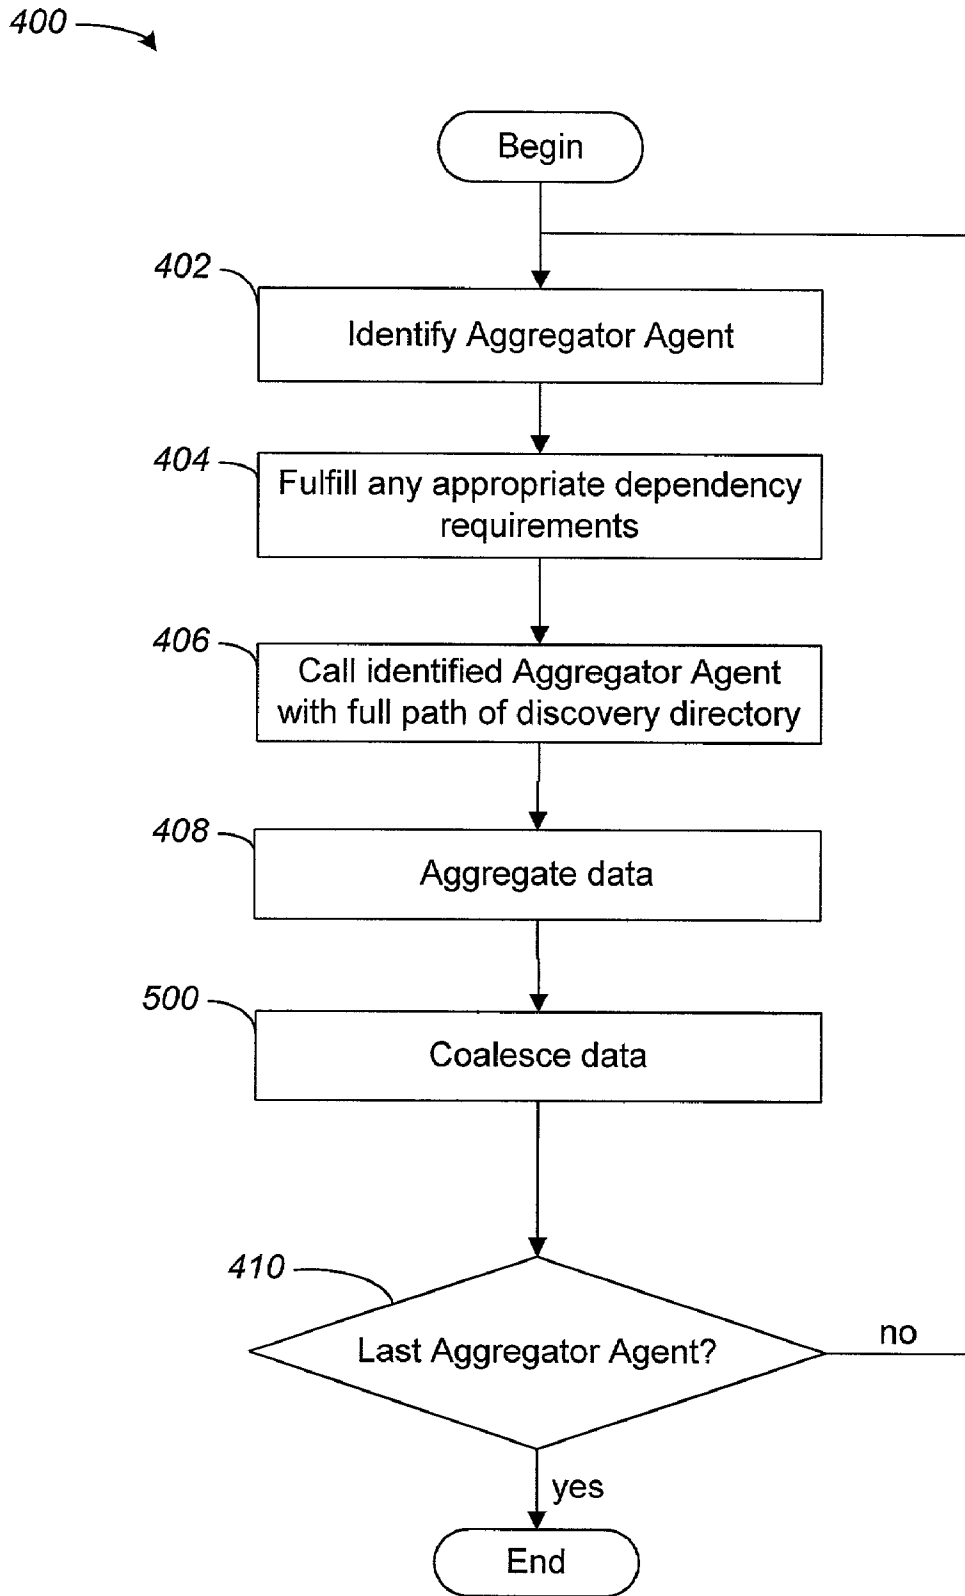 400
Begin
402
Identify Aggregator Agent
404
Fulfill any appropriate dependency
requirements
406
Call identified Aggregator Agent
with full path of discovery directory
408
Aggregate data
500
Coalesce data
410
Last Aggregator Agent?
no
yes
End